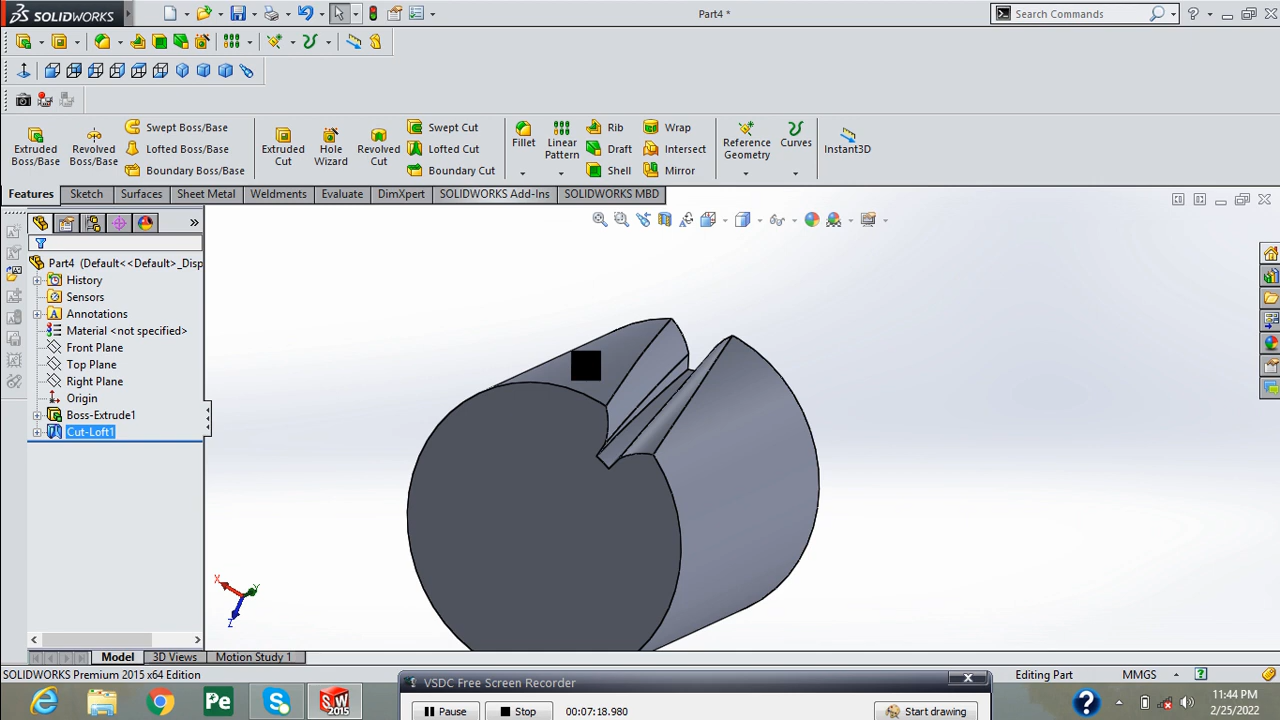 SOLIDWORKS
Part4 *
Search Commands
Extruded Boss/Base
Revolved Boss/Base
Swept Boss/Base
Lofted Boss/Base
Boundary Boss/Base
Extruded Cut
Hole Wizard
Revolved Cut
Swept Cut
Lofted Cut
Boundary Cut
Fillet
Linear Pattern
Rib
Draft
Shell
Wrap
Intersect
Mirror
Reference Geometry
Curves
Instant3D
Features Sketch Surfaces Sheet Metal Weldments Evaluate DimXpert SOLIDWORKS Add-Ins SOLIDWORKS MBD
Part4 (Default<<Default>_Disp
History
Sensors
Annotations
Material <not specified>
Front Plane
Top Plane
Right Plane
Origin
Boss-Extrude1
Cut-Loft1
X
Y
Z
Model 3D Views Motion Study 1
SOLIDWORKS Premium 2015 x64 Edition
Editing Part
MMGS
VSDC Free Screen Recorder
Pause
Stop
00:07:18.980
Start drawing
Pe
SW
2015
11:44 PM
2/25/2022